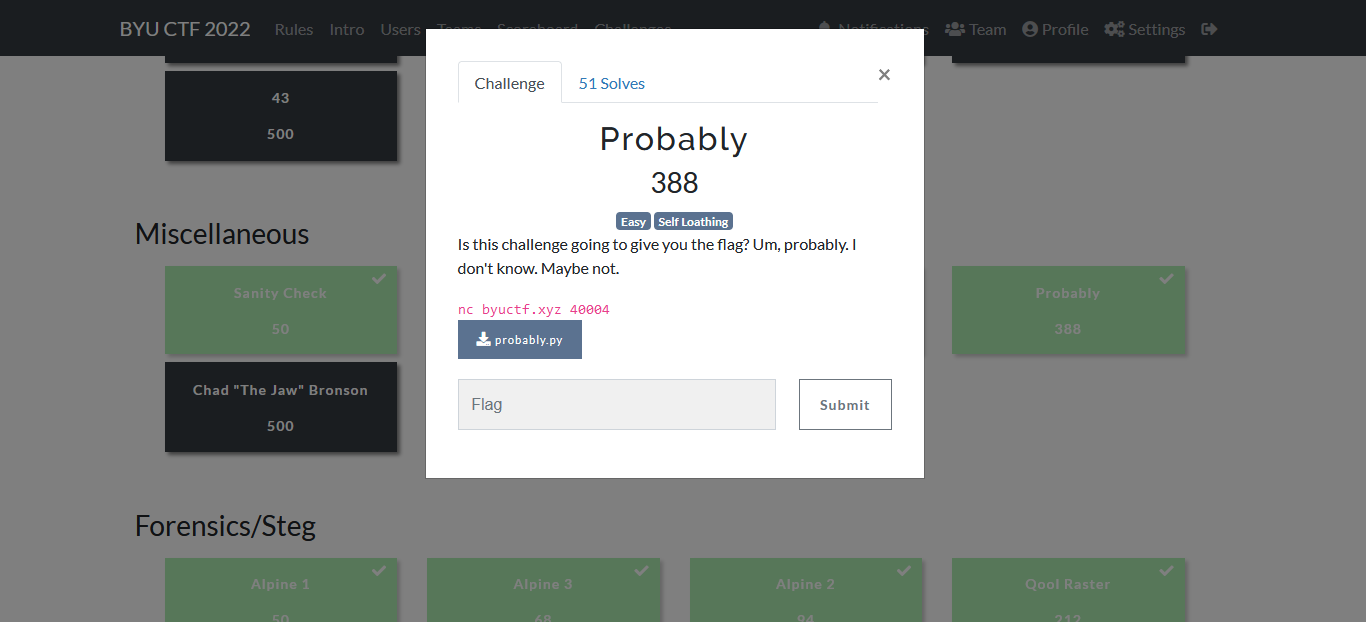 BYU CTF 2022 Rules Intro Users Teams Scoreboard Challenges Notifications Team Profile Settings
Challenge
51 Solves
×
Probably
388
Easy Self Loathing
Is this challenge going to give you the flag? Um, probably. I
don't know. Maybe not.
nc byuctf.xyz 40004
probably.py
Flag
Submit
43
500
Miscellaneous
Sanity Check
50
Probably
388
Chad "The Jaw" Bronson
500
Forensics/Steg
Alpine 1
Alpine 3
Alpine 2
Qool Raster
50
68
94
212